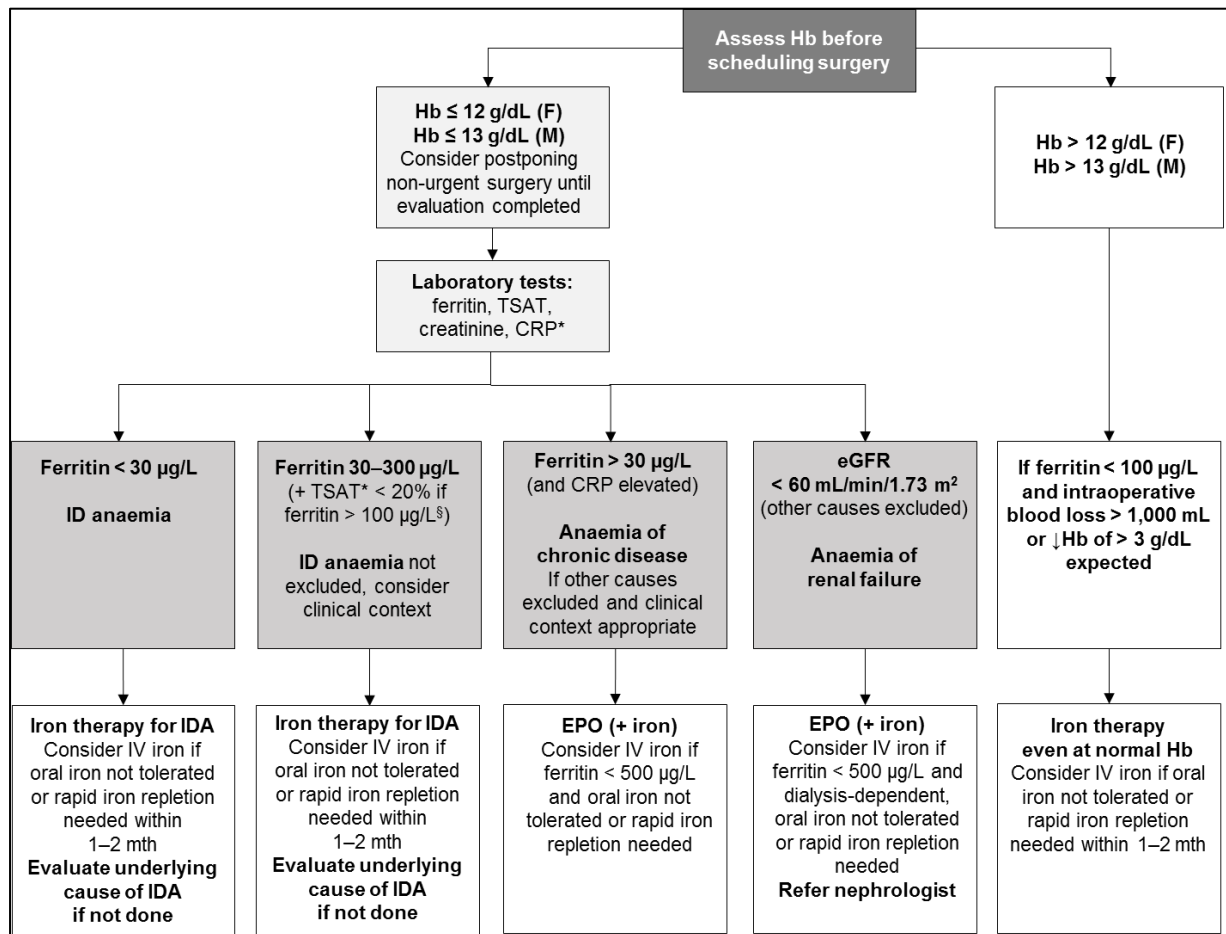 Assess Hb before
scheduling surgery
Hb ≤ 12 g/dL (F)
Hb ≤ 13 g/dL (M)
Consider postponing
non-urgent surgery until
evaluation completed
Hb > 12 g/dL (F)
Hb > 13 g/dL (M)
Laboratory tests:
ferritin, TSAT,
creatinine, CRP*
Ferritin < 30 µg/L
ID anaemia
Ferritin 30–300 µg/L
(+ TSAT* < 20% if
ferritin > 100 µg/L§)
ID anaemia not
excluded, consider
clinical context
Ferritin > 30 µg/L
(and CRP elevated)
Anaemia of
chronic disease
If other causes
excluded and clinical
context appropriate
eGFR
< 60 mL/min/1.73 m²
(other causes excluded)
Anaemia of
renal failure
If ferritin < 100 µg/L
and intraoperative
blood loss > 1,000 mL
or ↓Hb of > 3 g/dL
expected
Iron therapy for IDA
Consider IV iron if
oral iron not tolerated
or rapid iron repletion
needed within
1–2 mth
Evaluate underlying
cause of IDA
if not done
Iron therapy for IDA
Consider IV iron if
oral iron not tolerated
or rapid iron repletion
needed within
1–2 mth
Evaluate underlying
cause of IDA
if not done
EPO (+ iron)
Consider IV iron if
ferritin < 500 µg/L
and oral iron not
tolerated or rapid iron
repletion needed
EPO (+ iron)
Consider IV iron if
ferritin < 500 µg/L and
dialysis-dependent,
oral iron not tolerated
or rapid iron repletion
needed
Refer nephrologist
Iron therapy
even at normal Hb
Consider IV iron if oral
iron not tolerated or
rapid iron repletion
needed within 1–2 mth